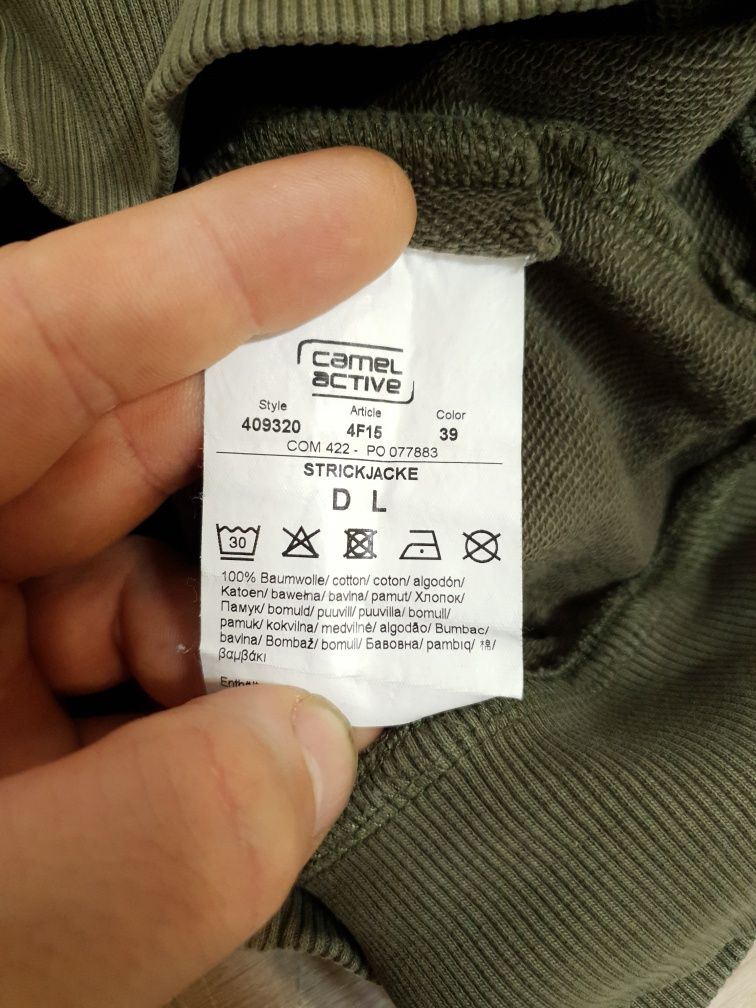 camel
active
Style Article Color
409320 4F15 39
COM 422 - PO 077883
STRICKJACKE
D L
30
100% Baumwolle/ cotton/ coton/ algodón/
Katoen/ bawełna/ bavlna/ pamut/ Хлопок/
Памук/ bomuld/ puuvill/ puuvilla/ bomull/
pamuk/ kokvilna/ medvilnė/ algodão/ Bumbac/
bavlna/ Bombaž/ bomull/ Бавовна/ pambıq/ 棉/
βαμβάκι